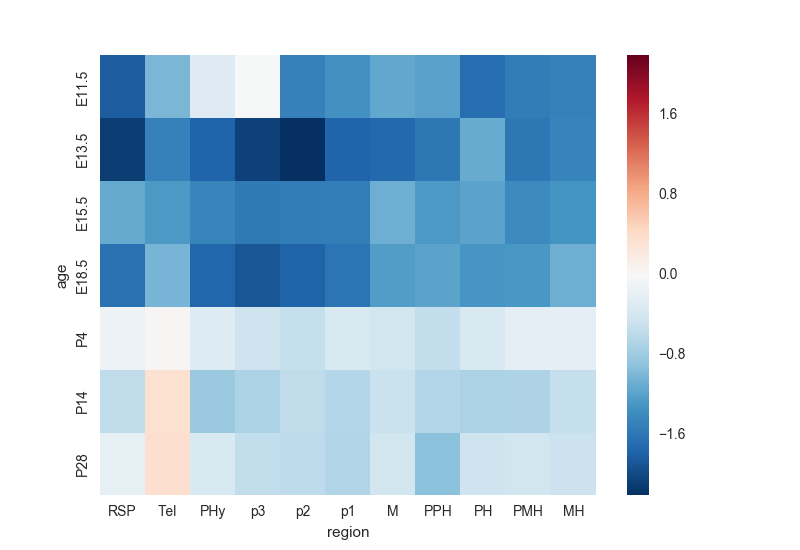 E11.5
E13.5
E15.5
E18.5
P4
P14
P28
age
RSP Tel PHy p3 p2 p1 M PPH PH PMH MH
region
1.6
0.8
0.0
−0.8
−1.6